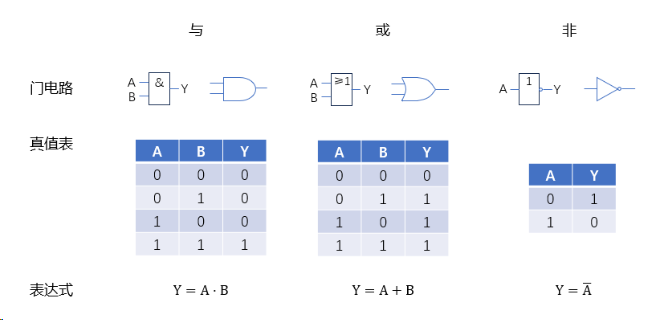 与 或 非
门电路 A B & Y A B ≥1 Y A 1 Y
真值表
A B Y A B Y
0 0 0 0 0 0 A Y
0 1 0 0 1 1 0 1
1 0 0 1 0 1 1 0
1 1 1 1 1 1
表达式 Y = A · B Y = A + B Y = A̅